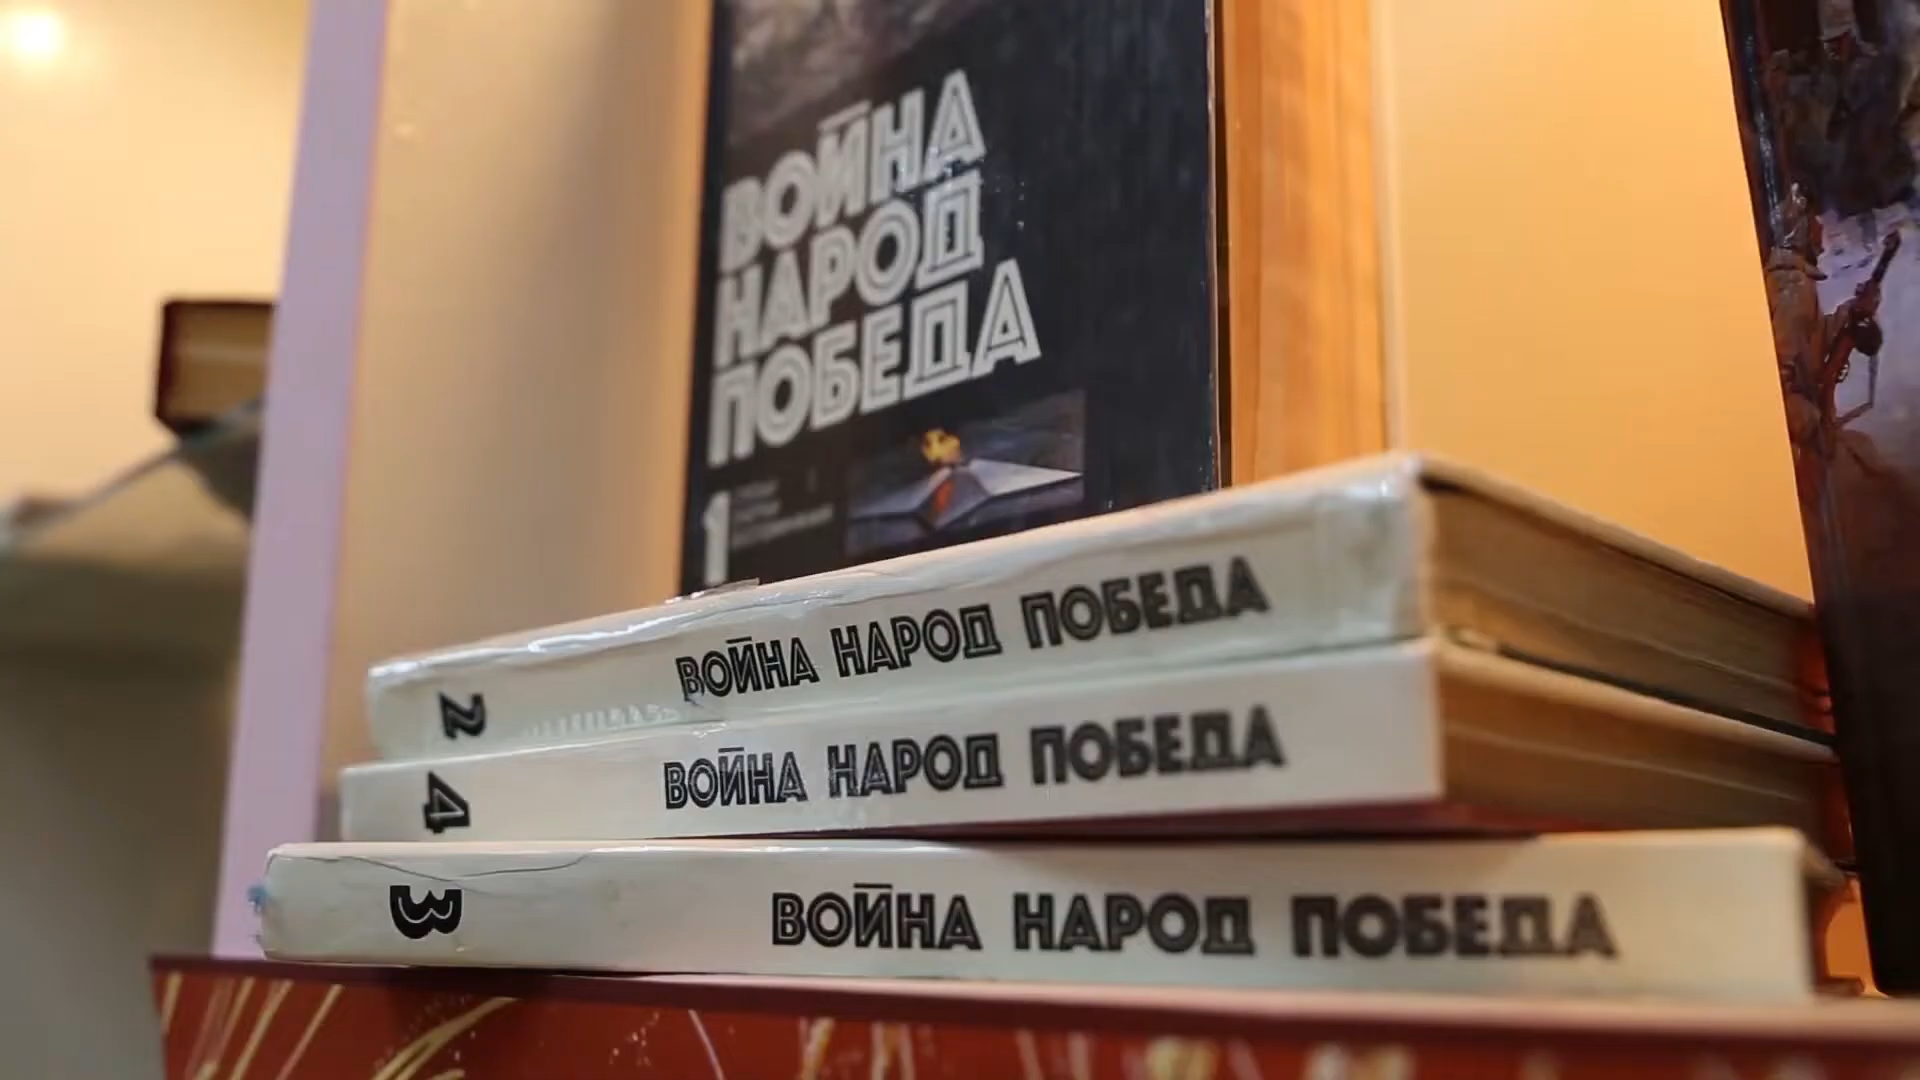 ВОЙНА
НАРОД
ПОБЕДА
1
2 ВОЙНА НАРОД ПОБЕДА
4 ВОЙНА НАРОД ПОБЕДА
3 ВОЙНА НАРОД ПОБЕДА